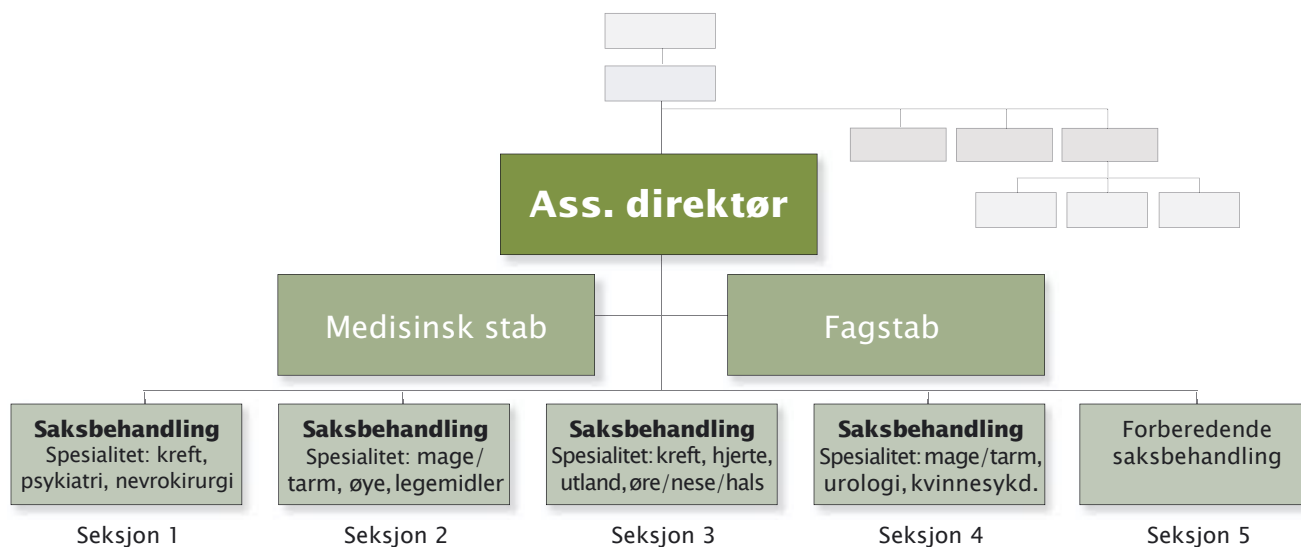 Ass. direktør
Medisinsk stab
Fagstab
Saksbehandling
Spesialitet: kreft,
psykiatri, nevrokirurgi
Seksjon 1
Saksbehandling
Spesialitet: mage/
tarm, øye, legemidler
Seksjon 2
Saksbehandling
Spesialitet: kreft, hjerte,
utland, øre/nese/hals
Seksjon 3
Saksbehandling
Spesialitet: mage/tarm,
urologi, kvinnesykd.
Seksjon 4
Forberedende
saksbehandling
Seksjon 5